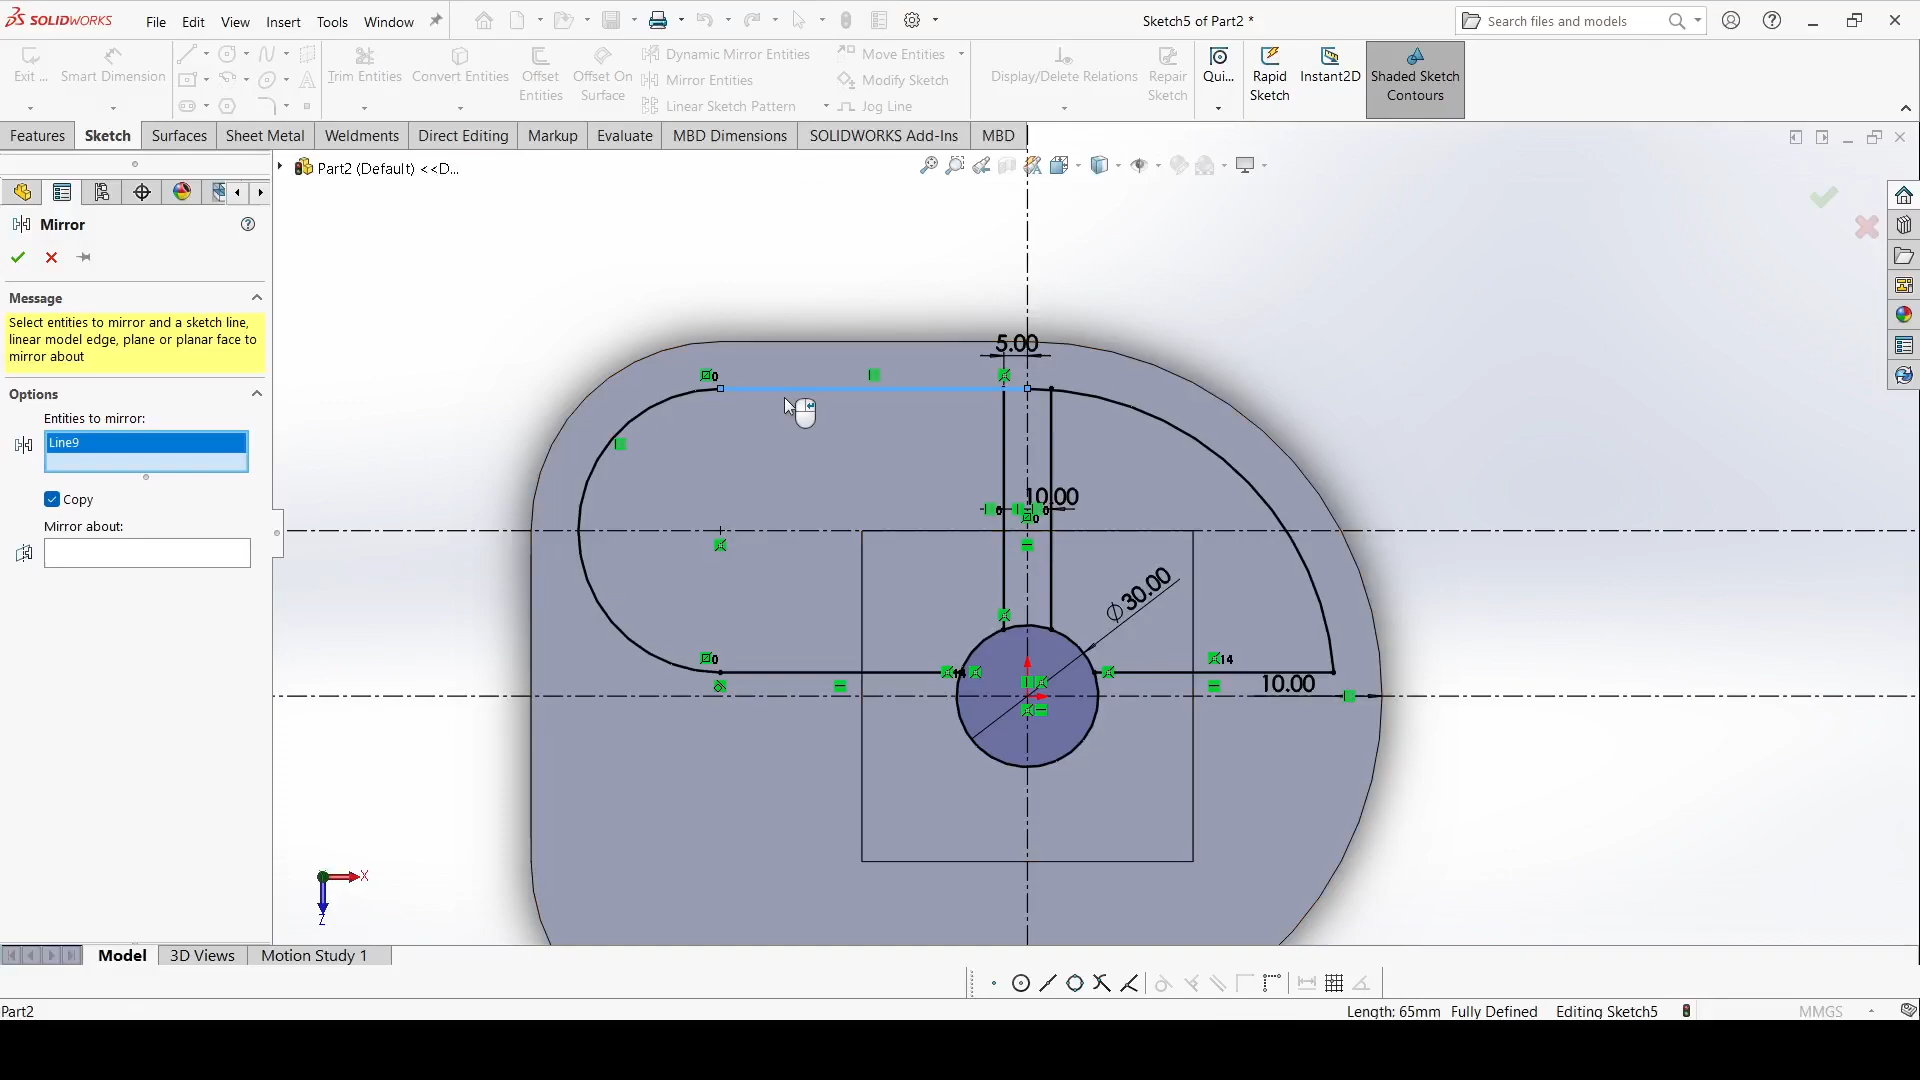 SOLIDWORKS
File Edit View Insert Tools Window
Sketch5 of Part2 *
Search files and models
Exit ... Smart Dimension Trim Entities Convert Entities Offset Entities Offset On Surface
Dynamic Mirror Entities
Mirror Entities
Linear Sketch Pattern
Move Entities
Modify Sketch
Jog Line
Display/Delete Relations Repair Sketch Qui... Rapid Sketch Instant2D Shaded Sketch Contours
Features Sketch Surfaces Sheet Metal Weldments Direct Editing Markup Evaluate MBD Dimensions SOLIDWORKS Add-Ins MBD
Part2 (Default) <<D...
Mirror
Message
Select entities to mirror and a sketch line,
linear model edge, plane or planar face to
mirror about
Options
Entities to mirror:
Line9
Copy
Mirror about:
5.00
10.00
∅30.00
10.00
0
0
0
14
14
X
Z
Model 3D Views Motion Study 1
Part2
Length: 65mm Fully Defined Editing Sketch5 MMGS